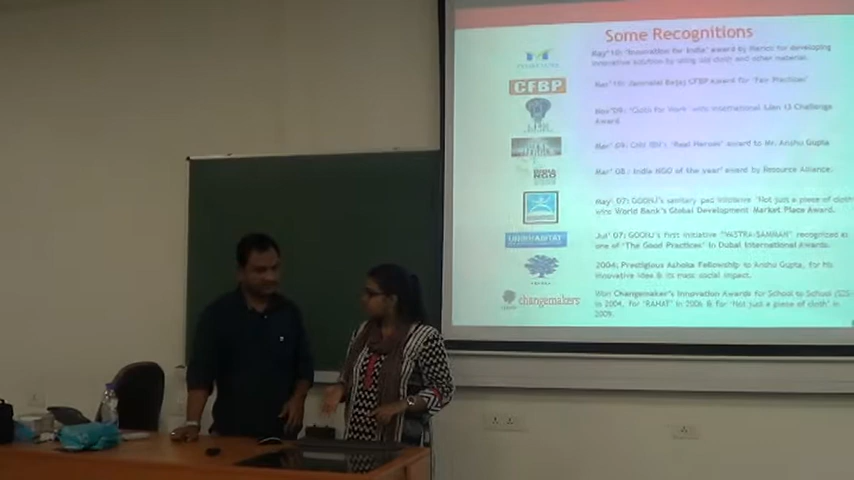 Some Recognitions
May'10: "Innovation for India" award by Marico for developing
innovative solution by using old cloth and other material.
CFBP
Mar'10: Jamnalal Bajaj CFBP Award for 'Fair Practices'
Nov'09: 'Cloth for Work' wins International Lien i3 Challenge
Award.
Mar'09: CNN IBN's "Real Heroes" award to Mr. Anshu Gupta
INDIA
NGO
Mar' 08: 'India NGO of the year' award by Resource Alliance.
May' 07: GOONJ's sanitary pad initiative 'Not just a piece of cloth'
wins World Bank's Global Development Market Place Award.
UN HABITAT
Jul' 07: GOONJ's first initiative "VASTRA-SAMMAN" recognized as
one of 'The Good Practices' in Dubai International Awards.
2004: Prestigious Ashoka Fellowship to Anshu Gupta, for his
innovative idea & its mass social impact.
changemakers
Won Changemaker's Innovation Awards for School to School (S2S)
in 2004, for "RAHAT" in 2006 & for 'Not just a piece of cloth' in
2009.